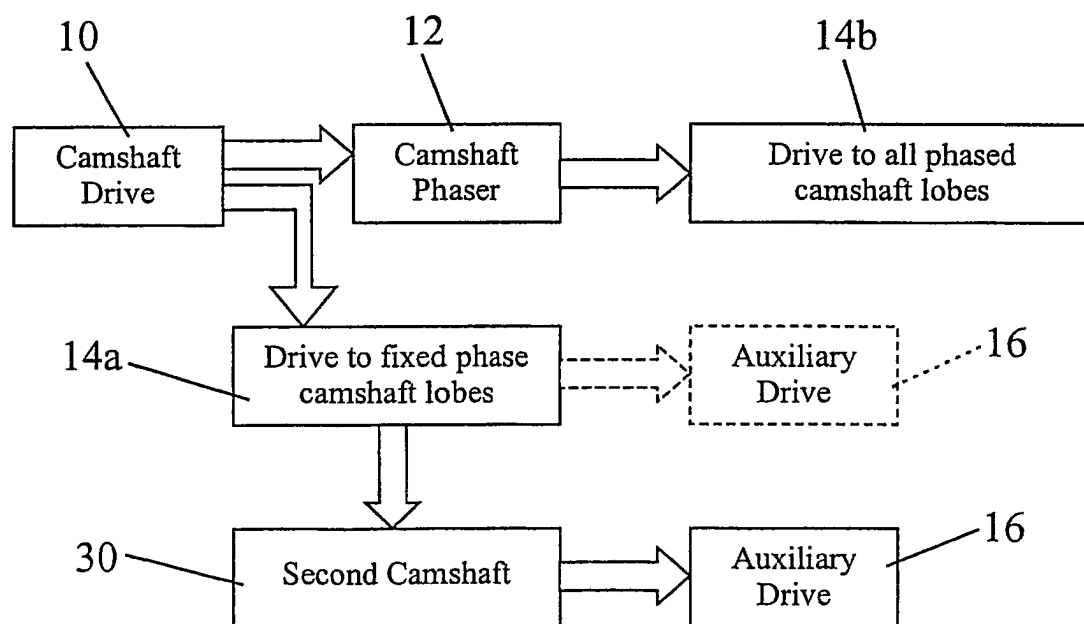 10
12
14b
Camshaft
Drive
Camshaft
Phaser
Drive to all phased
camshaft lobes
14a
Drive to fixed phase
camshaft lobes
Auxiliary
Drive
16
30
Second Camshaft
Auxiliary
Drive
16